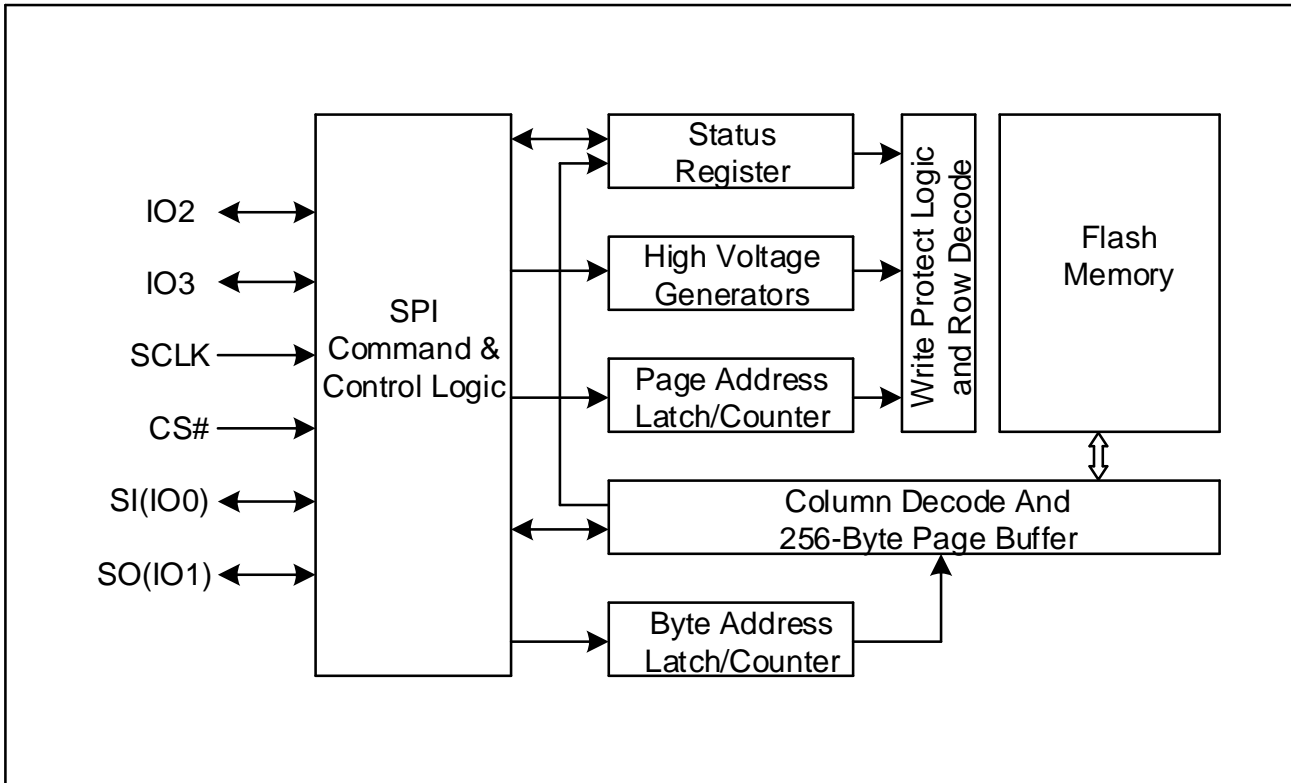 IO2
IO3
SCLK
CS#
SI(IO0)
SO(IO1)
SPI
Command &
Control Logic
Status
Register
High Voltage
Generators
Page Address
Latch/Counter
Write Protect Logic
and Row Decode
Flash
Memory
Column Decode And
256-Byte Page Buffer
Byte Address
Latch/Counter